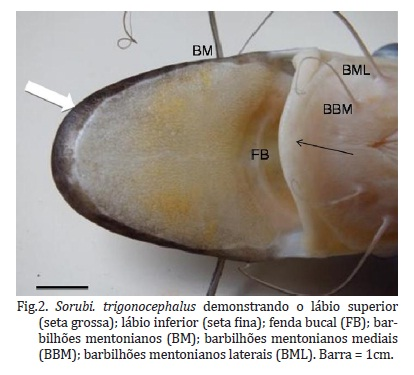 BM
BML
BBM
FB
Fig.2. Sorubi. trigonocephalus demonstrando o lábio superior
(seta grossa); lábio inferior (seta fina); fenda bucal (FB); bar-
bilhões mentonianos (BM); barbilhões mentonianos mediais
(BBM); barbilhões mentonianos laterais (BML). Barra = 1cm.